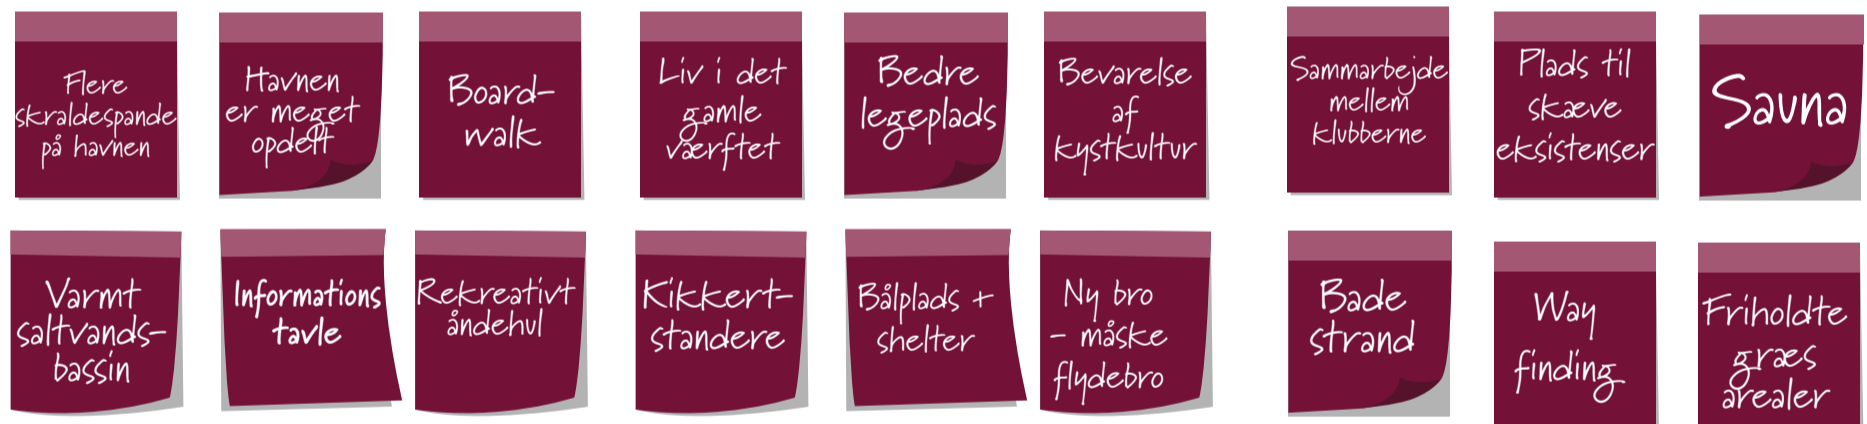 Flere
skraldespande
på havnen
Havnen
er meget
opdelt
Board-
walk
Liv i det
gamle
værftet
Bedre
legeplads
Bevarelse
af
kystkultur
Sammarbejde
mellem
klubberne
Plads til
skæve
eksistenser
Sauna
Varmt
saltvands-
bassin
Informations
tavle
Rekreativt
åndehul
Kikkert-
standere
Bålplads +
shelter
Ny bro
- måske
flydebro
Bade
strand
Way
finding
Friholdte
græs
arealer